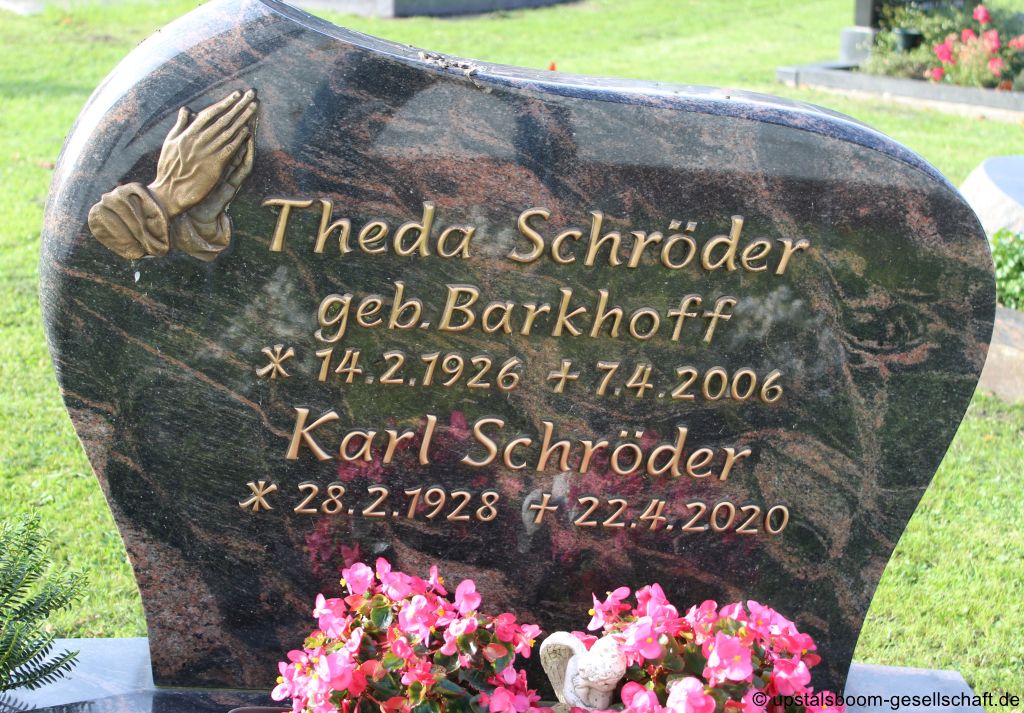 Theda Schröder
geb. Barkhoff
* 14.2.1926 + 7.4.2006
Karl Schröder
* 28.2.1928 + 22.4.2020
© upstalsboom-gesellschaft.de